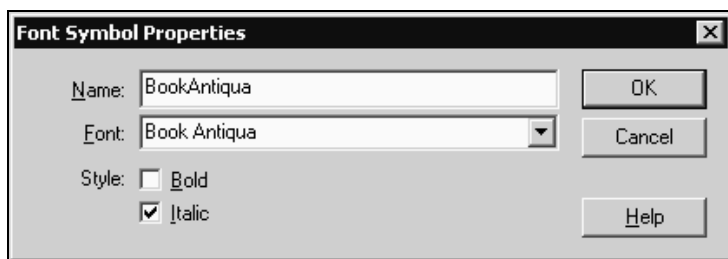 Font Symbol Properties
Name: BookAntiqua OK
Font: Book Antiqua Cancel
Style: Bold
Italic Help